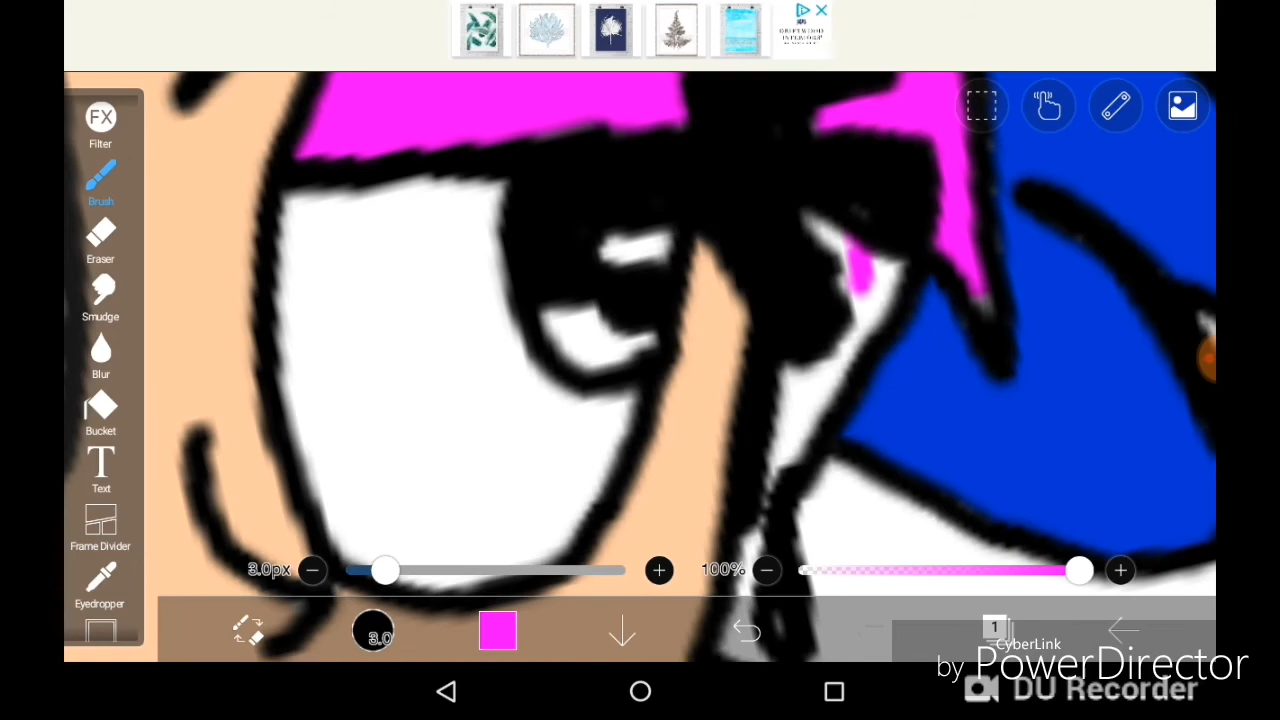 FX
Filter
Brush
Eraser
Smudge
Blur
Bucket
T
Text
Frame Divider
Eyedropper
3.0px
100%
3.0
1
CyberLink
by PowerDirector
DU Recorder